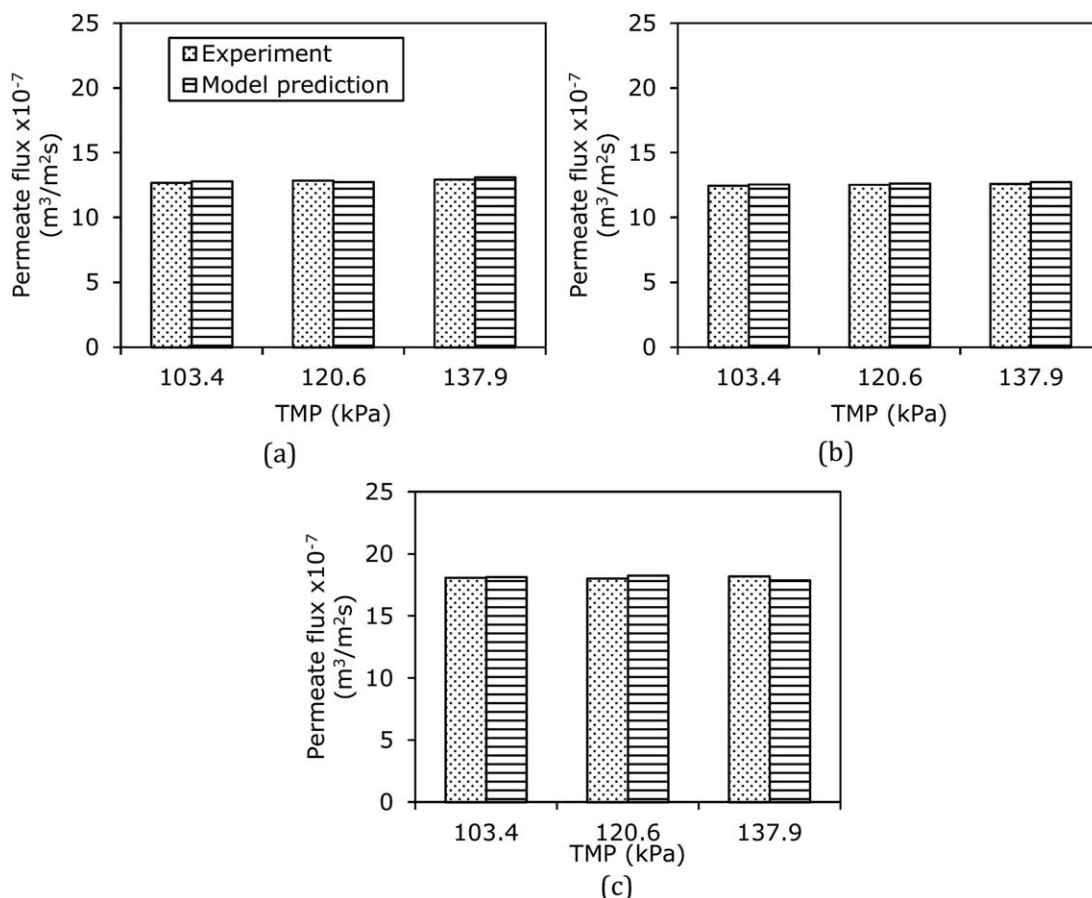 25
20
15
10
5
0
Permeate flux x10-7
(m3/m2s)
Experiment
Model prediction
103.4 120.6 137.9
TMP (kPa)
(a)
25
20
15
10
5
0
Permeate flux x10-7
(m3/m2s)
103.4 120.6 137.9
TMP (kPa)
(b)
25
20
15
10
5
0
Permeate flux x10-7
(m3/m2s)
103.4 120.6 137.9
TMP (kPa)
(c)